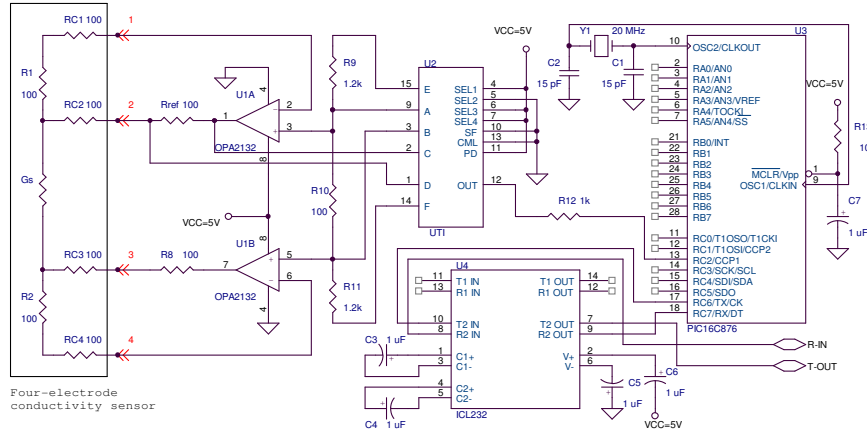 RC1 100
1
R1
100
RC2 100
2
Rref 100
Gs
RC3 100
3
R8 100
R2
100
RC4 100
4
Four-electrode
conductivity sensor
U1A
4
2
3
1
8
OPA2132
VCC=5V
U1B
8
5
6
7
4
OPA2132
R9
1.2k
R10
100
R11
1.2k
U2
15 E
9 A
3 B
2 C
1 D
14 F
SEL1 4
SEL2 5
SEL3 6
SEL4 7
SF 10
CML 13
PD 11
OUT 12
UTI
VCC=5V
R12 1k
Y1 20 MHz
C2
15 pF
C1
15 pF
U3
10 OSC2/CLKOUT
2 RA0/AN0
3 RA1/AN1
4 RA2/AN2
5 RA3/AN3/VREF
6 RA4/TOCKI
7 RA5/AN4/SS
21 RB0/INT
22 RB1
23 RB2
24 RB3
25 RB4
26 RB5
27 RB6
28 RB7
11 RC0/T1OSO/T1CKI
12 RC1/T1OSI/CCP2
13 RC2/CCP1
14 RC3/SCK/SCL
15 RC4/SDI/SDA
16 RC5/SDO
17 RC6/TX/CK
18 RC7/RX/DT
MCLR/Vpp 1
OSC1/CLKIN 9
PIC16C876
VCC=5V
C7
1 uF
U4
11 T1 IN
13 R1 IN
10 T2 IN
8 R2 IN
1 C1+
3 C1-
4 C2+
5 C2-
T1 OUT 14
R1 OUT 12
T2 OUT 7
R2 OUT 9
V+ 2
V- 6
ICL232
C3 1 uF
C4 1 uF
C5
1 uF
C6
1 uF
VCC=5V
R-IN
T-OUT